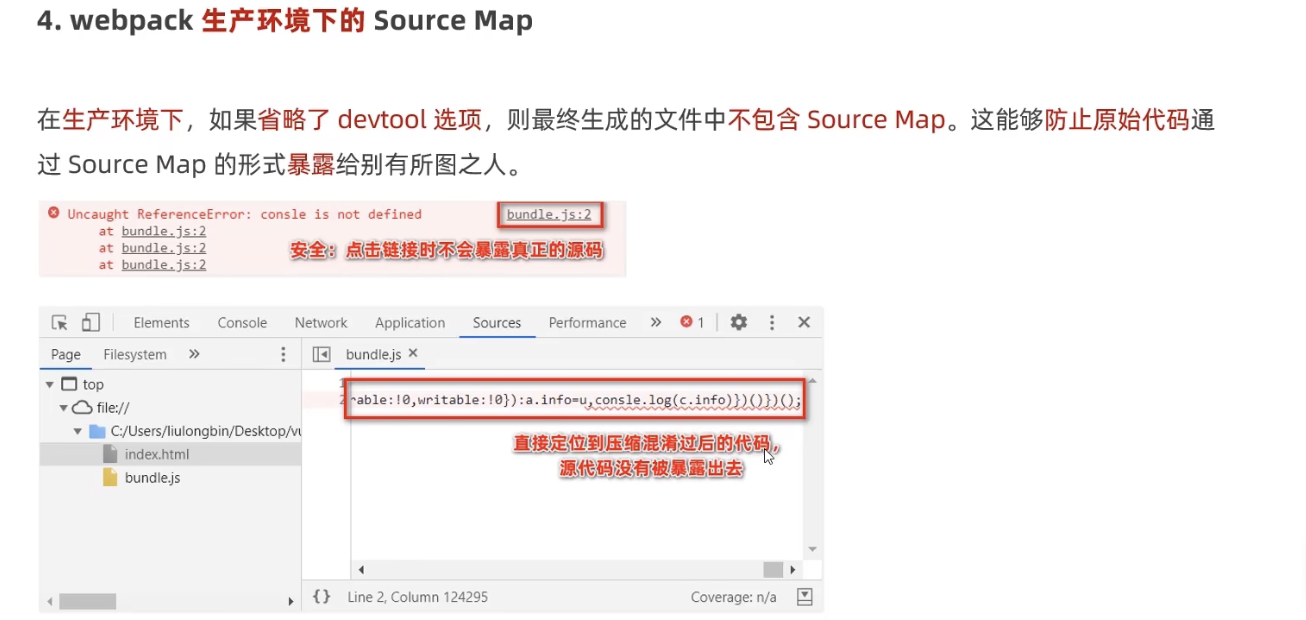 4. webpack 生产环境下的 Source Map
在生产环境下，如果省略了 devtool 选项，则最终生成的文件中不包含 Source Map。这能够防止原始代码通
过 Source Map 的形式暴露给别有所图之人。
Uncaught ReferenceError: consle is not defined bundle.js:2
at bundle.js:2
at bundle.js:2
at bundle.js:2
安全：点击链接时不会暴露真正的源码
Elements Console Network Application Sources Performance » 1
Page Filesystem » bundle.js ×
top
file://
C:/Users/liulongbin/Desktop/vu
index.html
bundle.js
1
2 rable:!0,writable:!0}):a.info=u,consle.log(c.info)})()})();
直接定位到压缩混淆过后的代码，
源代码没有被暴露出去
{} Line 2, Column 124295 Coverage: n/a